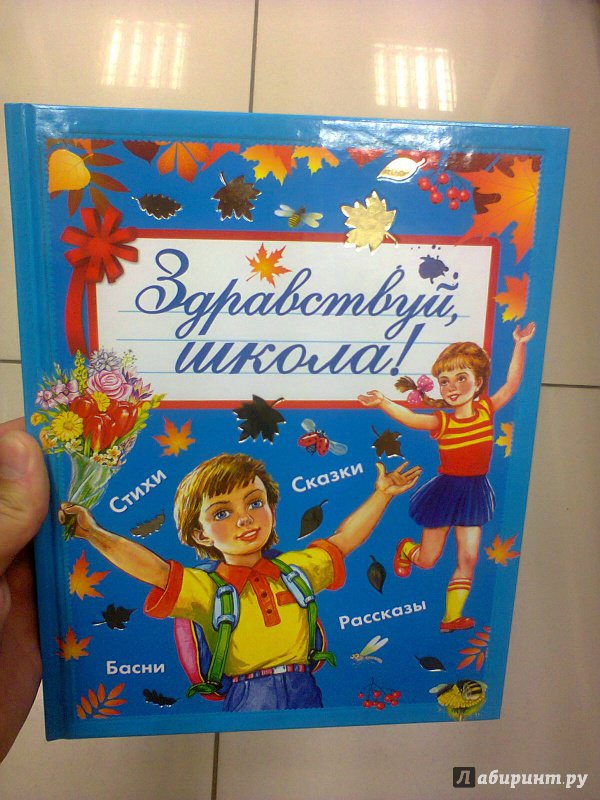 Здравствуй,
школа!
Стихи
Сказки
Рассказы
Басни
Лабиринт.ру